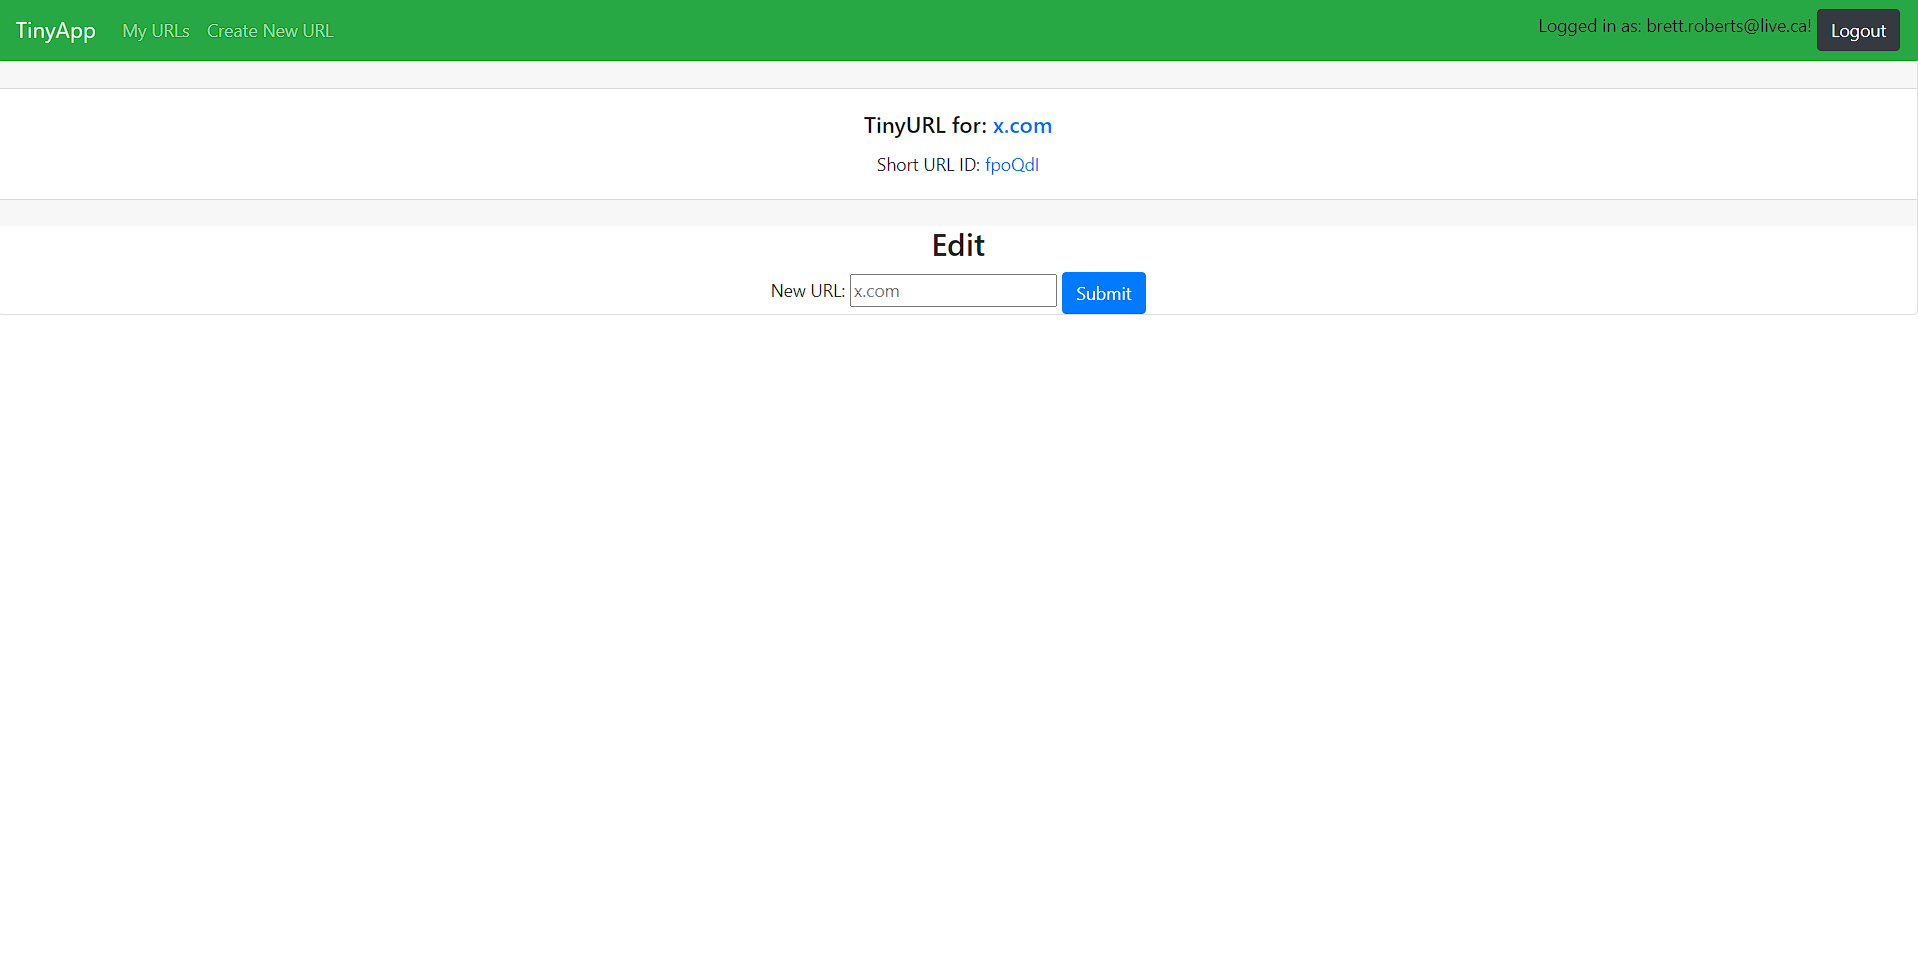 TinyApp My URLs Create New URL Logged in as: brett.roberts@live.ca! Logout
TinyURL for: x.com
Short URL ID: fpoQdI
Edit
New URL: x.com Submit